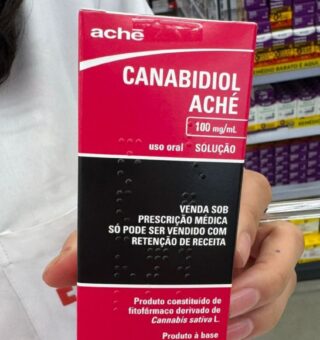 achē
CANABIDIOL
ACHÉ
100 mg/mL
uso oral SOLUÇÃO
VENDA SOB
PRESCRIÇÃO MÉDICA
SÓ PODE SER VENDIDO COM
RETENÇÃO DE RECEITA
Produto constituído de
fitofármaco derivado de
Cannabis sativa L.
Produto à base